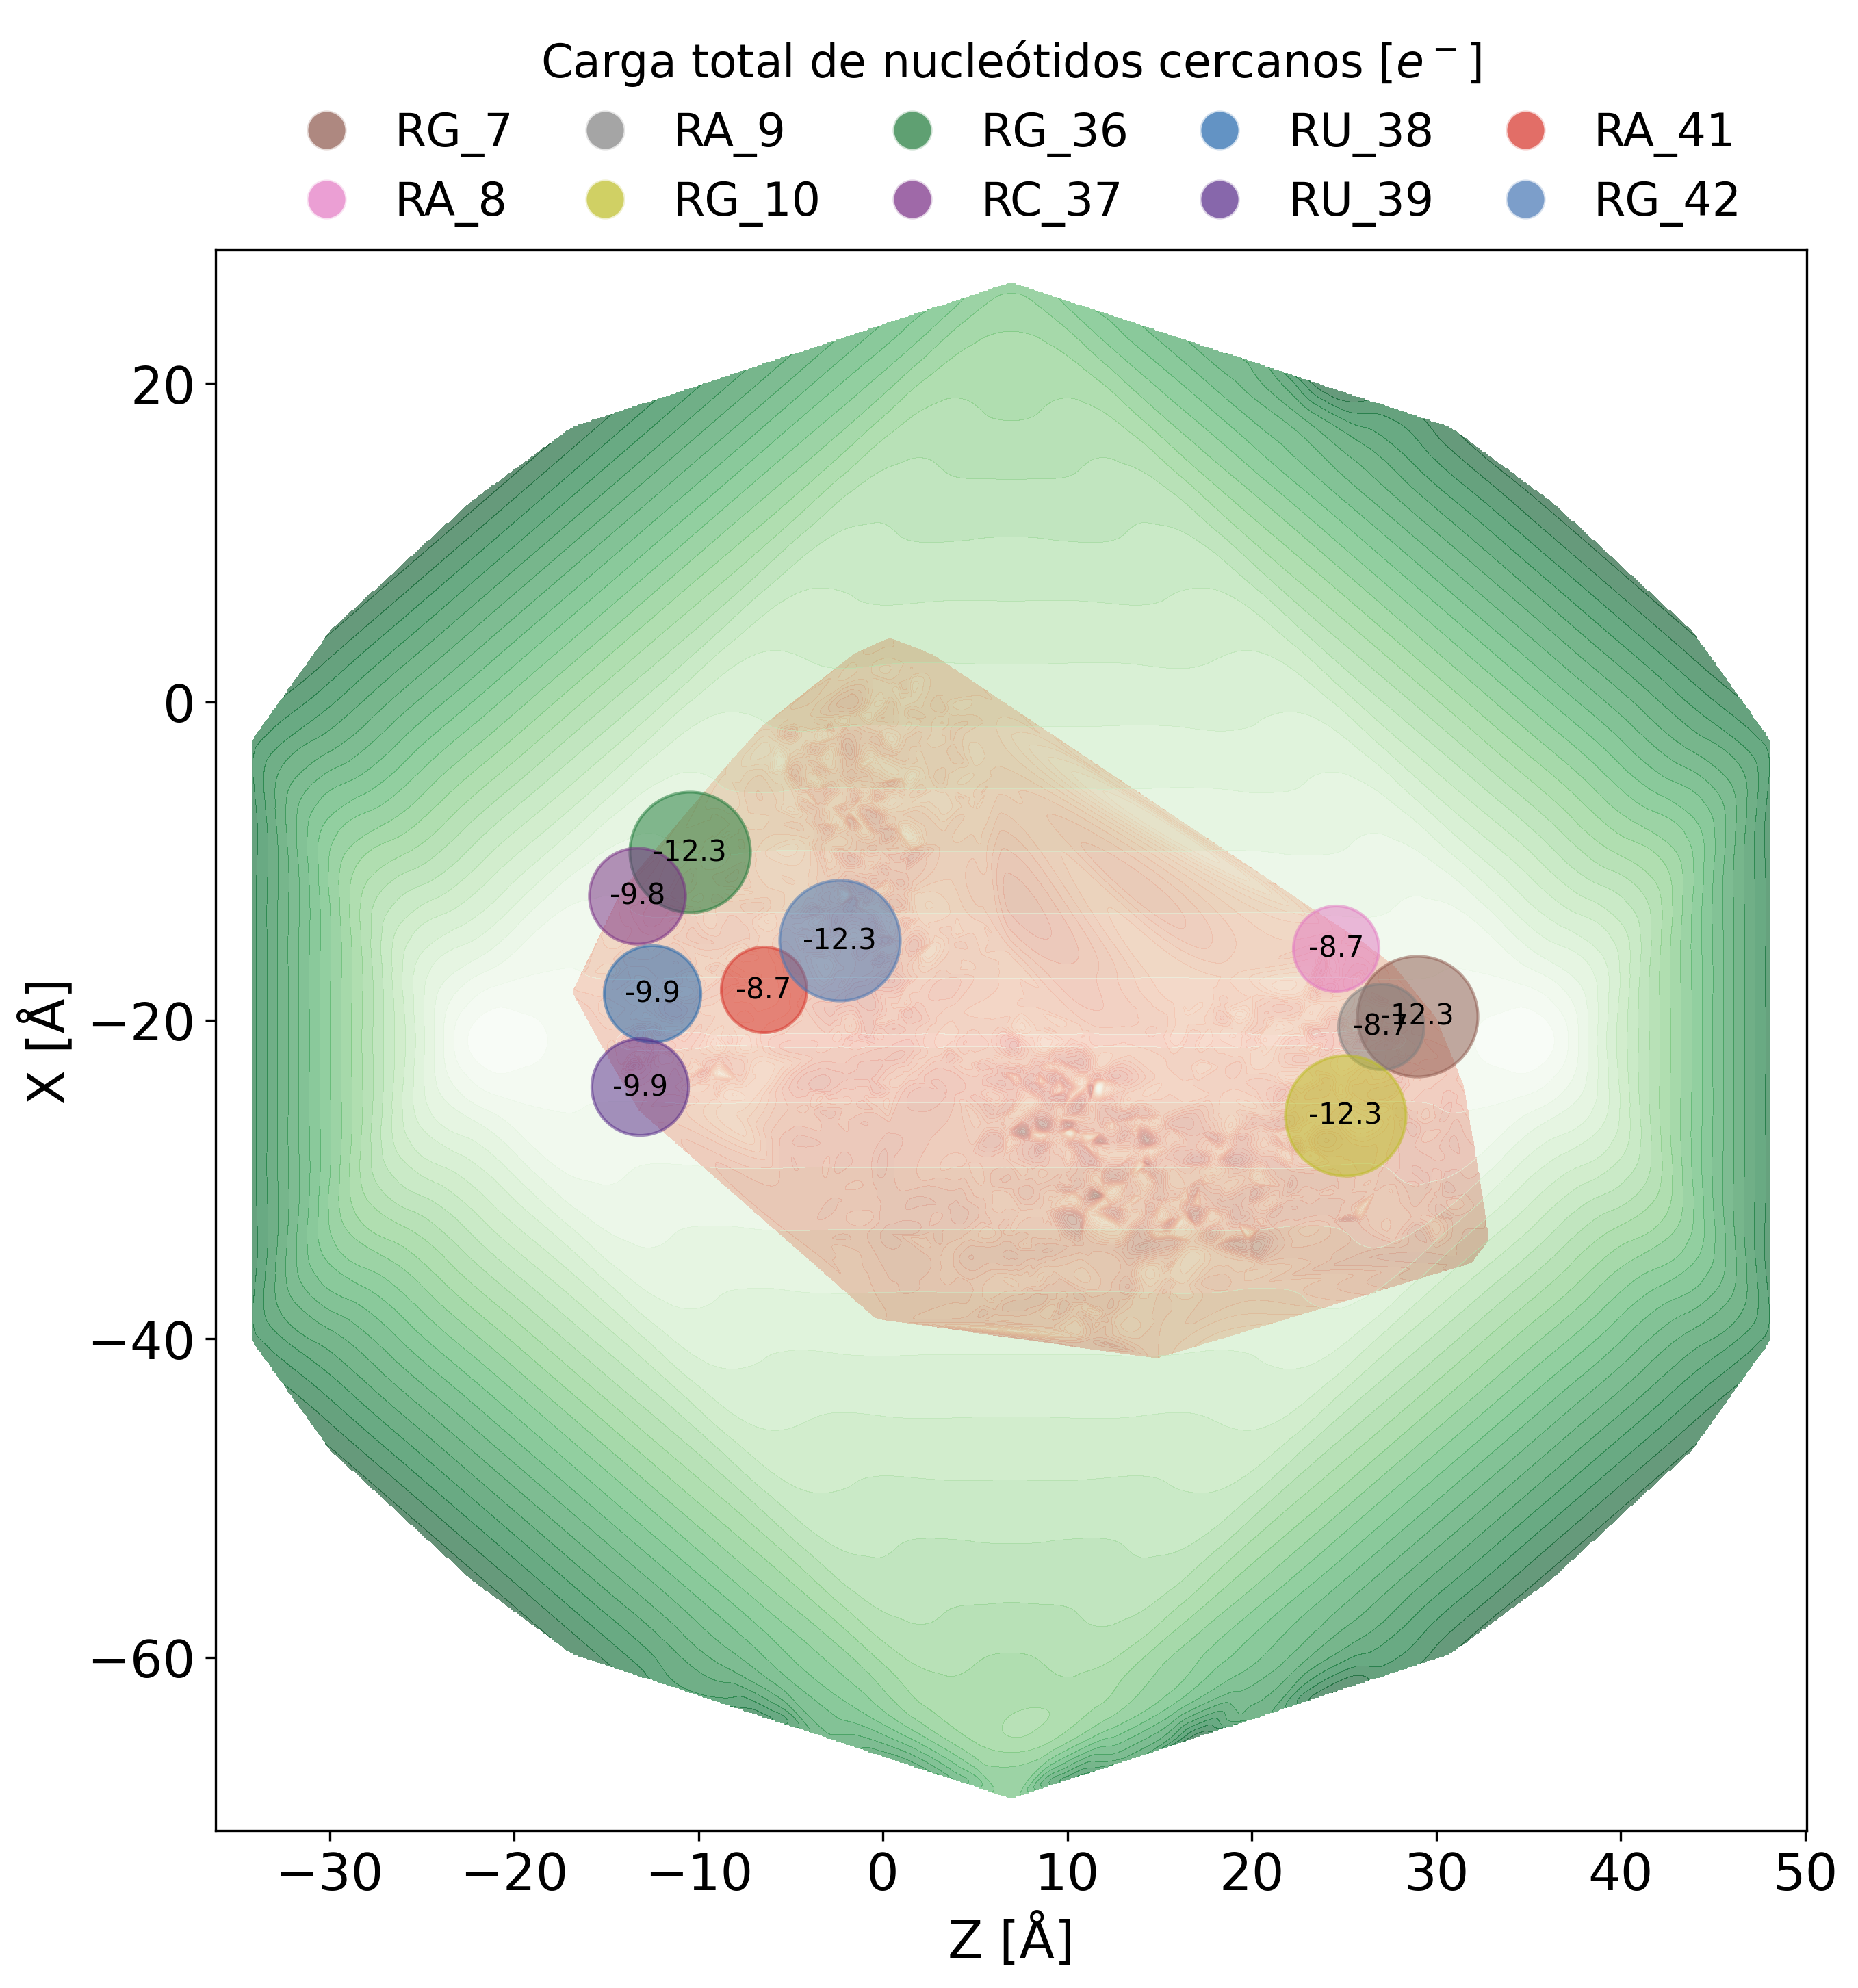 Carga total de nucleótidos cercanos [e⁻]
RG_7 RA_9 RG_36 RU_38 RA_41
RA_8 RG_10 RC_37 RU_39 RG_42
20
0
−20
−40
−60
X [Å]
-12.3
-9.8
-12.3
-8.7
-9.9
-8.7
-12.3
-8.7
-9.9
-12.3
−30 −20 −10 0 10 20 30 40 50
Z [Å]